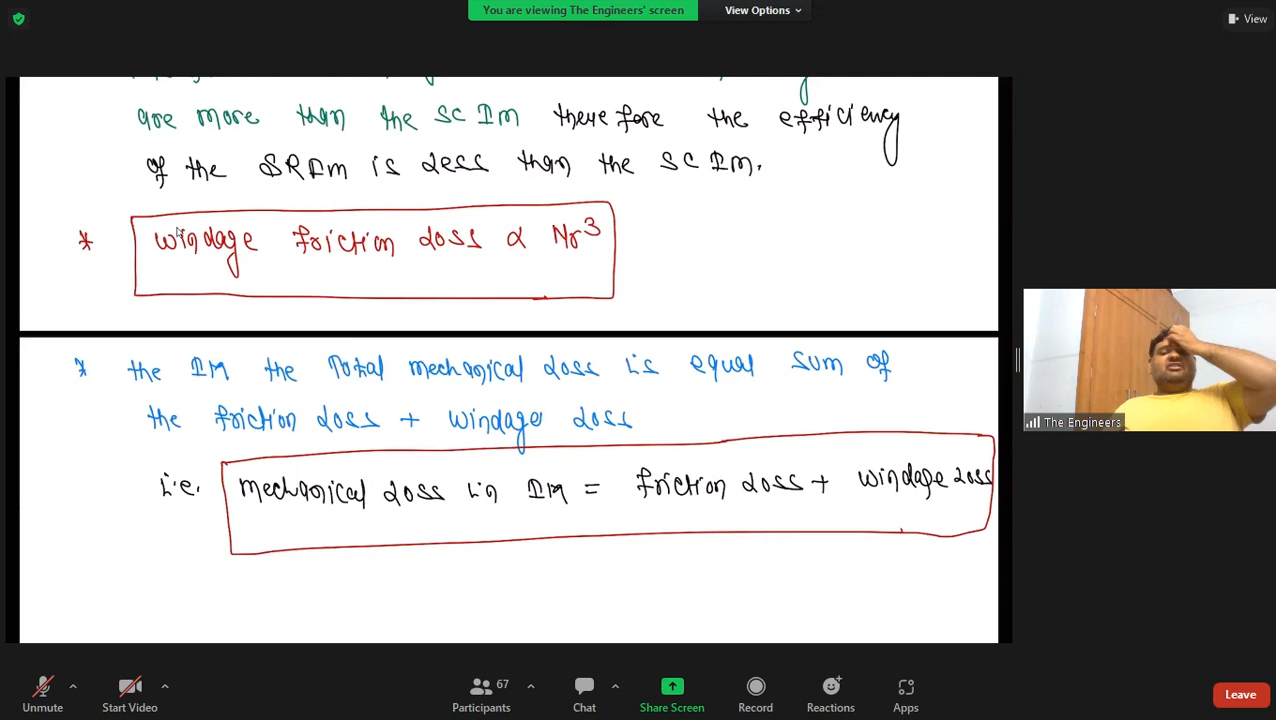 You are viewing The Engineers' screen
View Options
View
are more than the SC IM therefore the efficiency
of the SRIM is Less than the SC IM.
* windage friction Loss ∝ Nr³
* the IM the Total mechanical Loss is equal sum of
the friction Loss + windage Loss
i.e. mechanical Loss in IM = friction Loss + windage Loss
The Engineers
Unmute
Start Video
67
Participants
Chat
Share Screen
Record
Reactions
Apps
Leave